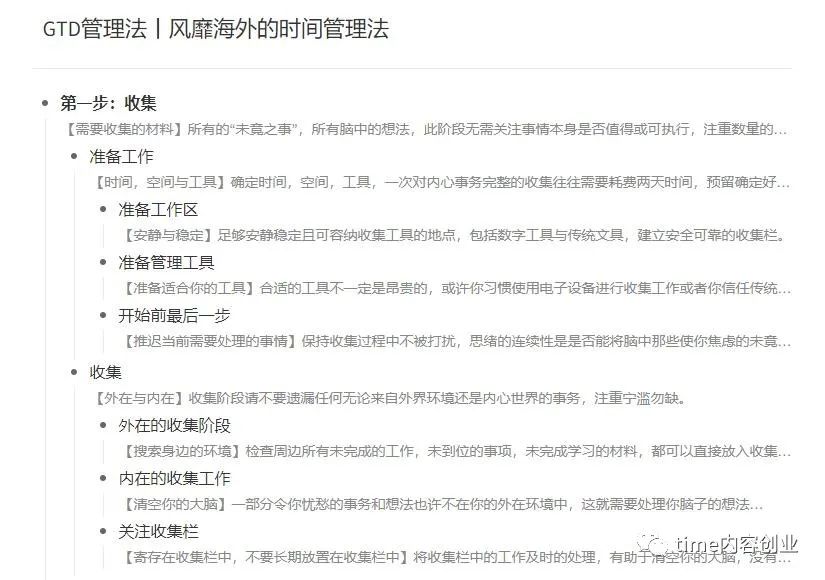 GTD管理法丨风靡海外的时间管理法
第一步：收集
【需要收集的材料】所有的“未竟之事”，所有脑中的想法，此阶段无需关注事情本身是否值得或可执行，注重数量的...
准备工作
【时间，空间与工具】确定时间，空间，工具，一次对内心事务完整的收集往往需要耗费两天时间，预留确定好...
准备工作区
【安静与稳定】足够安静稳定且可容纳收集工具的地点，包括数字工具与传统文具，建立安全可靠的收集栏。
准备管理工具
【准备适合你的工具】合适的工具不一定是昂贵的，或许你习惯使用电子设备进行收集工作或者你信任传统...
开始前最后一步
【推迟当前需要处理的事情】保持收集过程中不被打扰，思绪的连续性是是否能将脑中那些使你焦虑的未竟...
收集
【外在与内在】收集阶段请不要遗漏任何无论来自外界环境还是内心世界的事务，注重宁滥勿缺。
外在的收集阶段
【搜索身边的环境】检查周边所有未完成的工作，未到位的事项，未完成学习的材料，都可以直接放入收集...
内在的收集工作
【清空你的大脑】一部分令你忧愁的事务和想法也许不在你的外在环境中，这就需要处理你脑子的想法...
关注收集栏
【寄存在收集栏中，不要长期放置在收集栏中】将收集栏中的工作及时的处理，有助于清空你的大脑，没有...
time内容创业